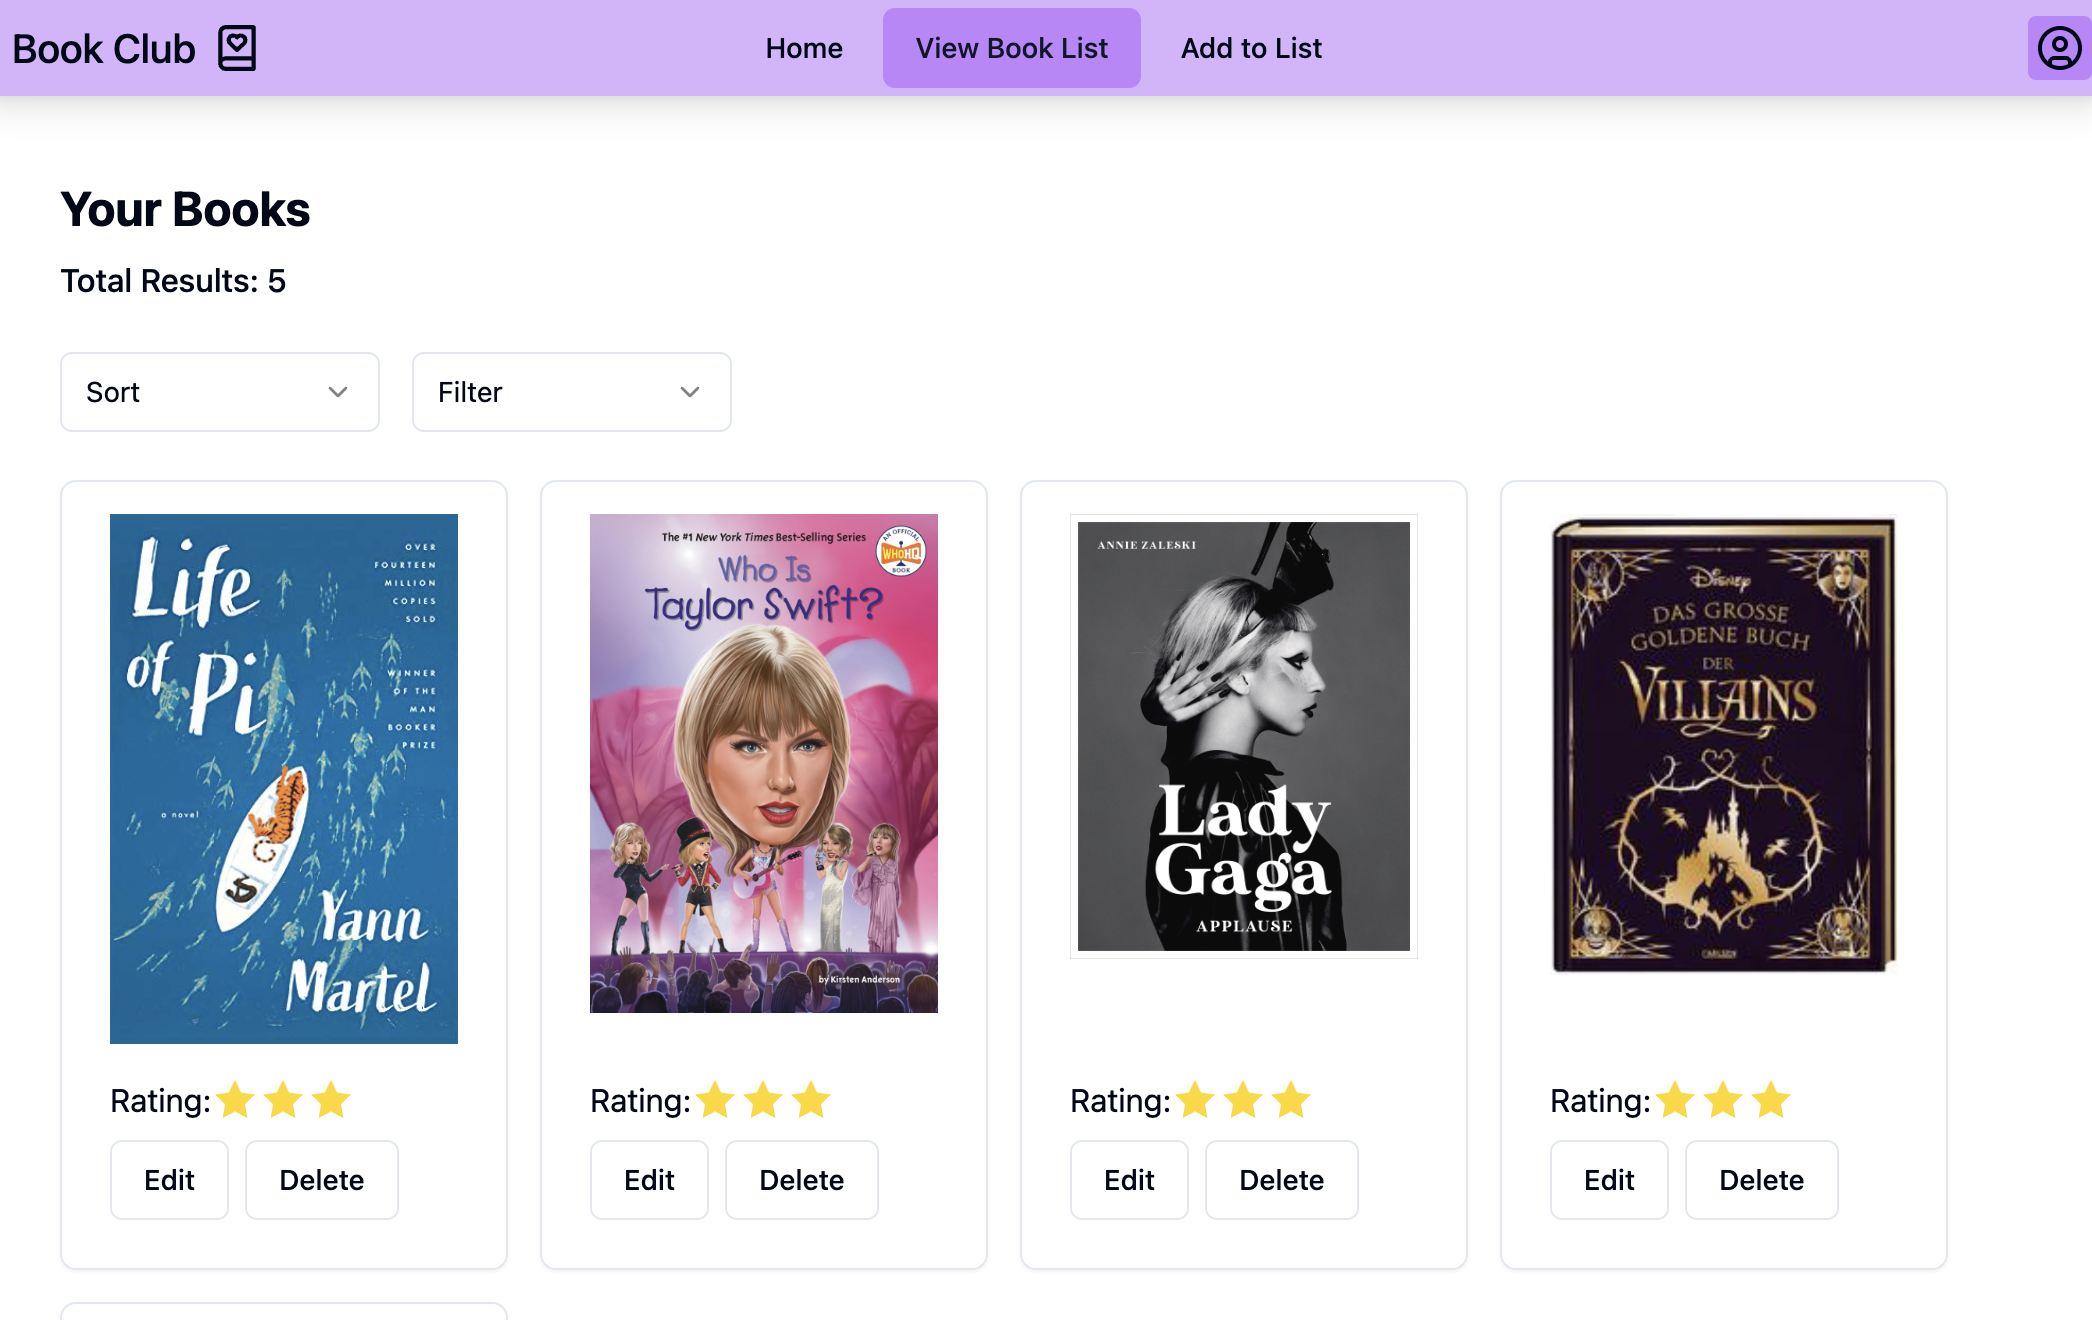 Book Club
Home
View Book List
Add to List
Your Books
Total Results: 5
Sort
Filter
Life
of Pi
OVER
FOURTEEN
MILLION
COPIES
SOLD
WINNER
OF THE
MAN
BOOKER
PRIZE
a novel
Yann
Martel
Rating:
Edit
Delete
The #1 New York Times Best-Selling Series
AN OFFICIAL
WHOHQ
BOOK
Who Is
Taylor Swift?
by Kirsten Anderson
Rating:
Edit
Delete
ANNIE ZALESKI
Lady
Gaga
APPLAUSE
Rating:
Edit
Delete
Disney
DAS GROSSE
GOLDENE BUCH
DER
VILLAINS
CARLSEN
Rating:
Edit
Delete